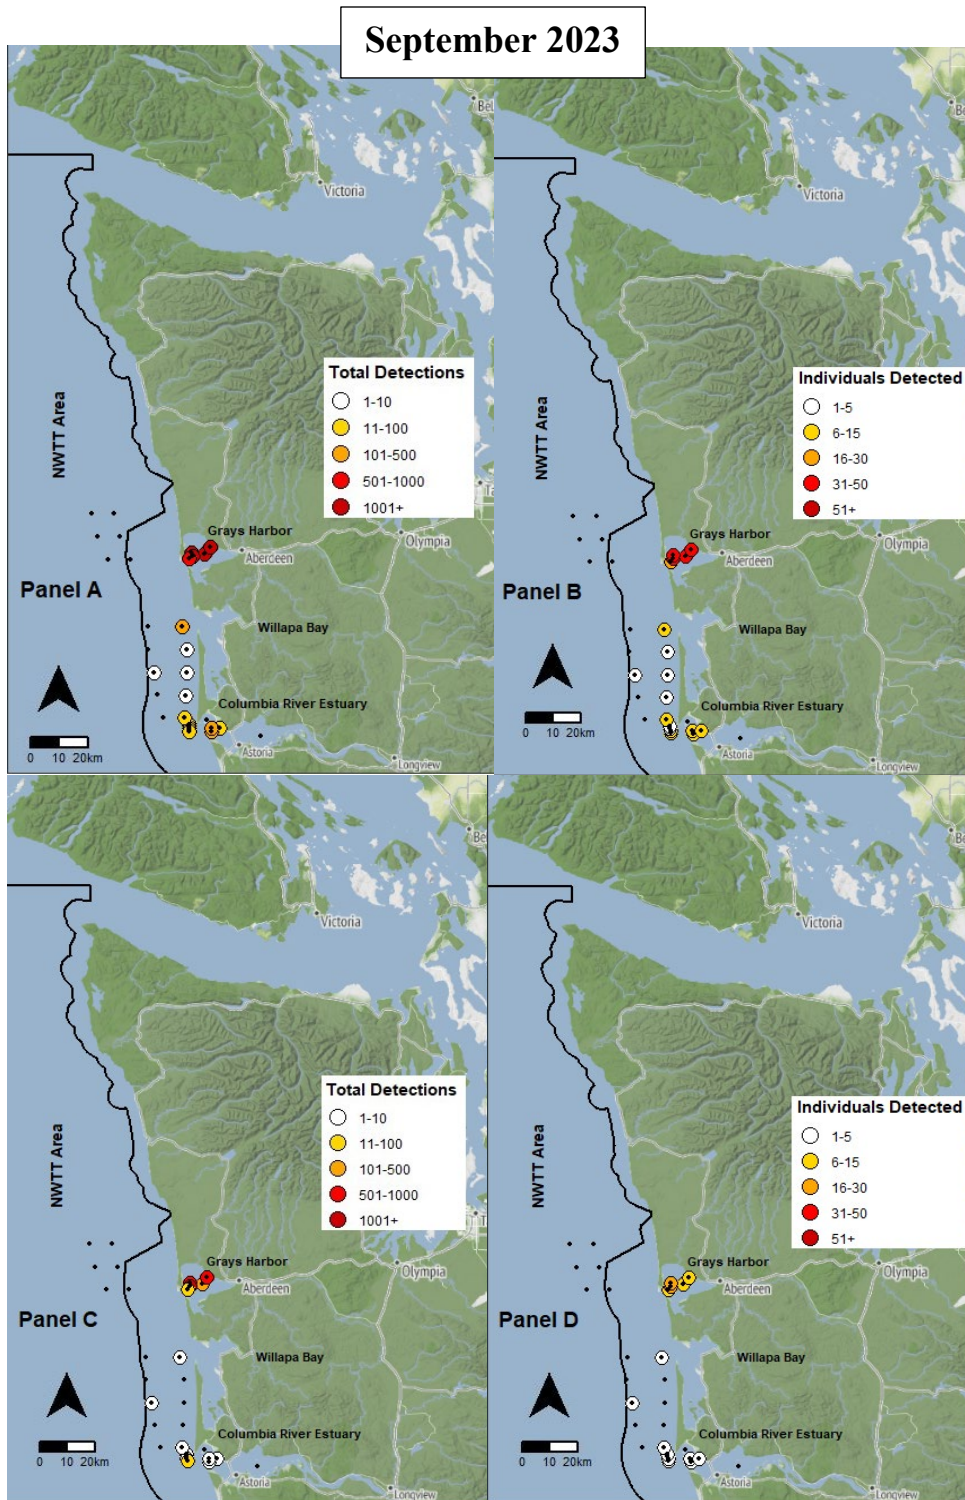 September 2023
Bel
Victoria
NWTT Area
Total Detections
1-10
11-100
101-500
501-1000
1001+
Grays Harbor
Aberdeen
Olympia
Panel A
Willapa Bay
Columbia River Estuary
Astoria
Longview
0 10 20km
Be
Victoria
NWTT Area
Individuals Detected
1-5
6-15
16-30
31-50
51+
Grays Harbor
Aberdeen
Olympia
Panel B
Willapa Bay
Columbia River Estuary
Astoria
Longview
0 10 20km
Bel
Victoria
NWTT Area
Total Detections
1-10
11-100
101-500
501-1000
1001+
Grays Harbor
Aberdeen
Olympia
Panel C
Willapa Bay
Columbia River Estuary
Astoria
Longview
0 10 20km
Be
Victoria
NWTT Area
Individuals Detected
1-5
6-15
16-30
31-50
51+
Grays Harbor
Aberdeen
Olympia
Panel D
Willapa Bay
Columbia River Estuary
Astoria
Longview
0 10 20km